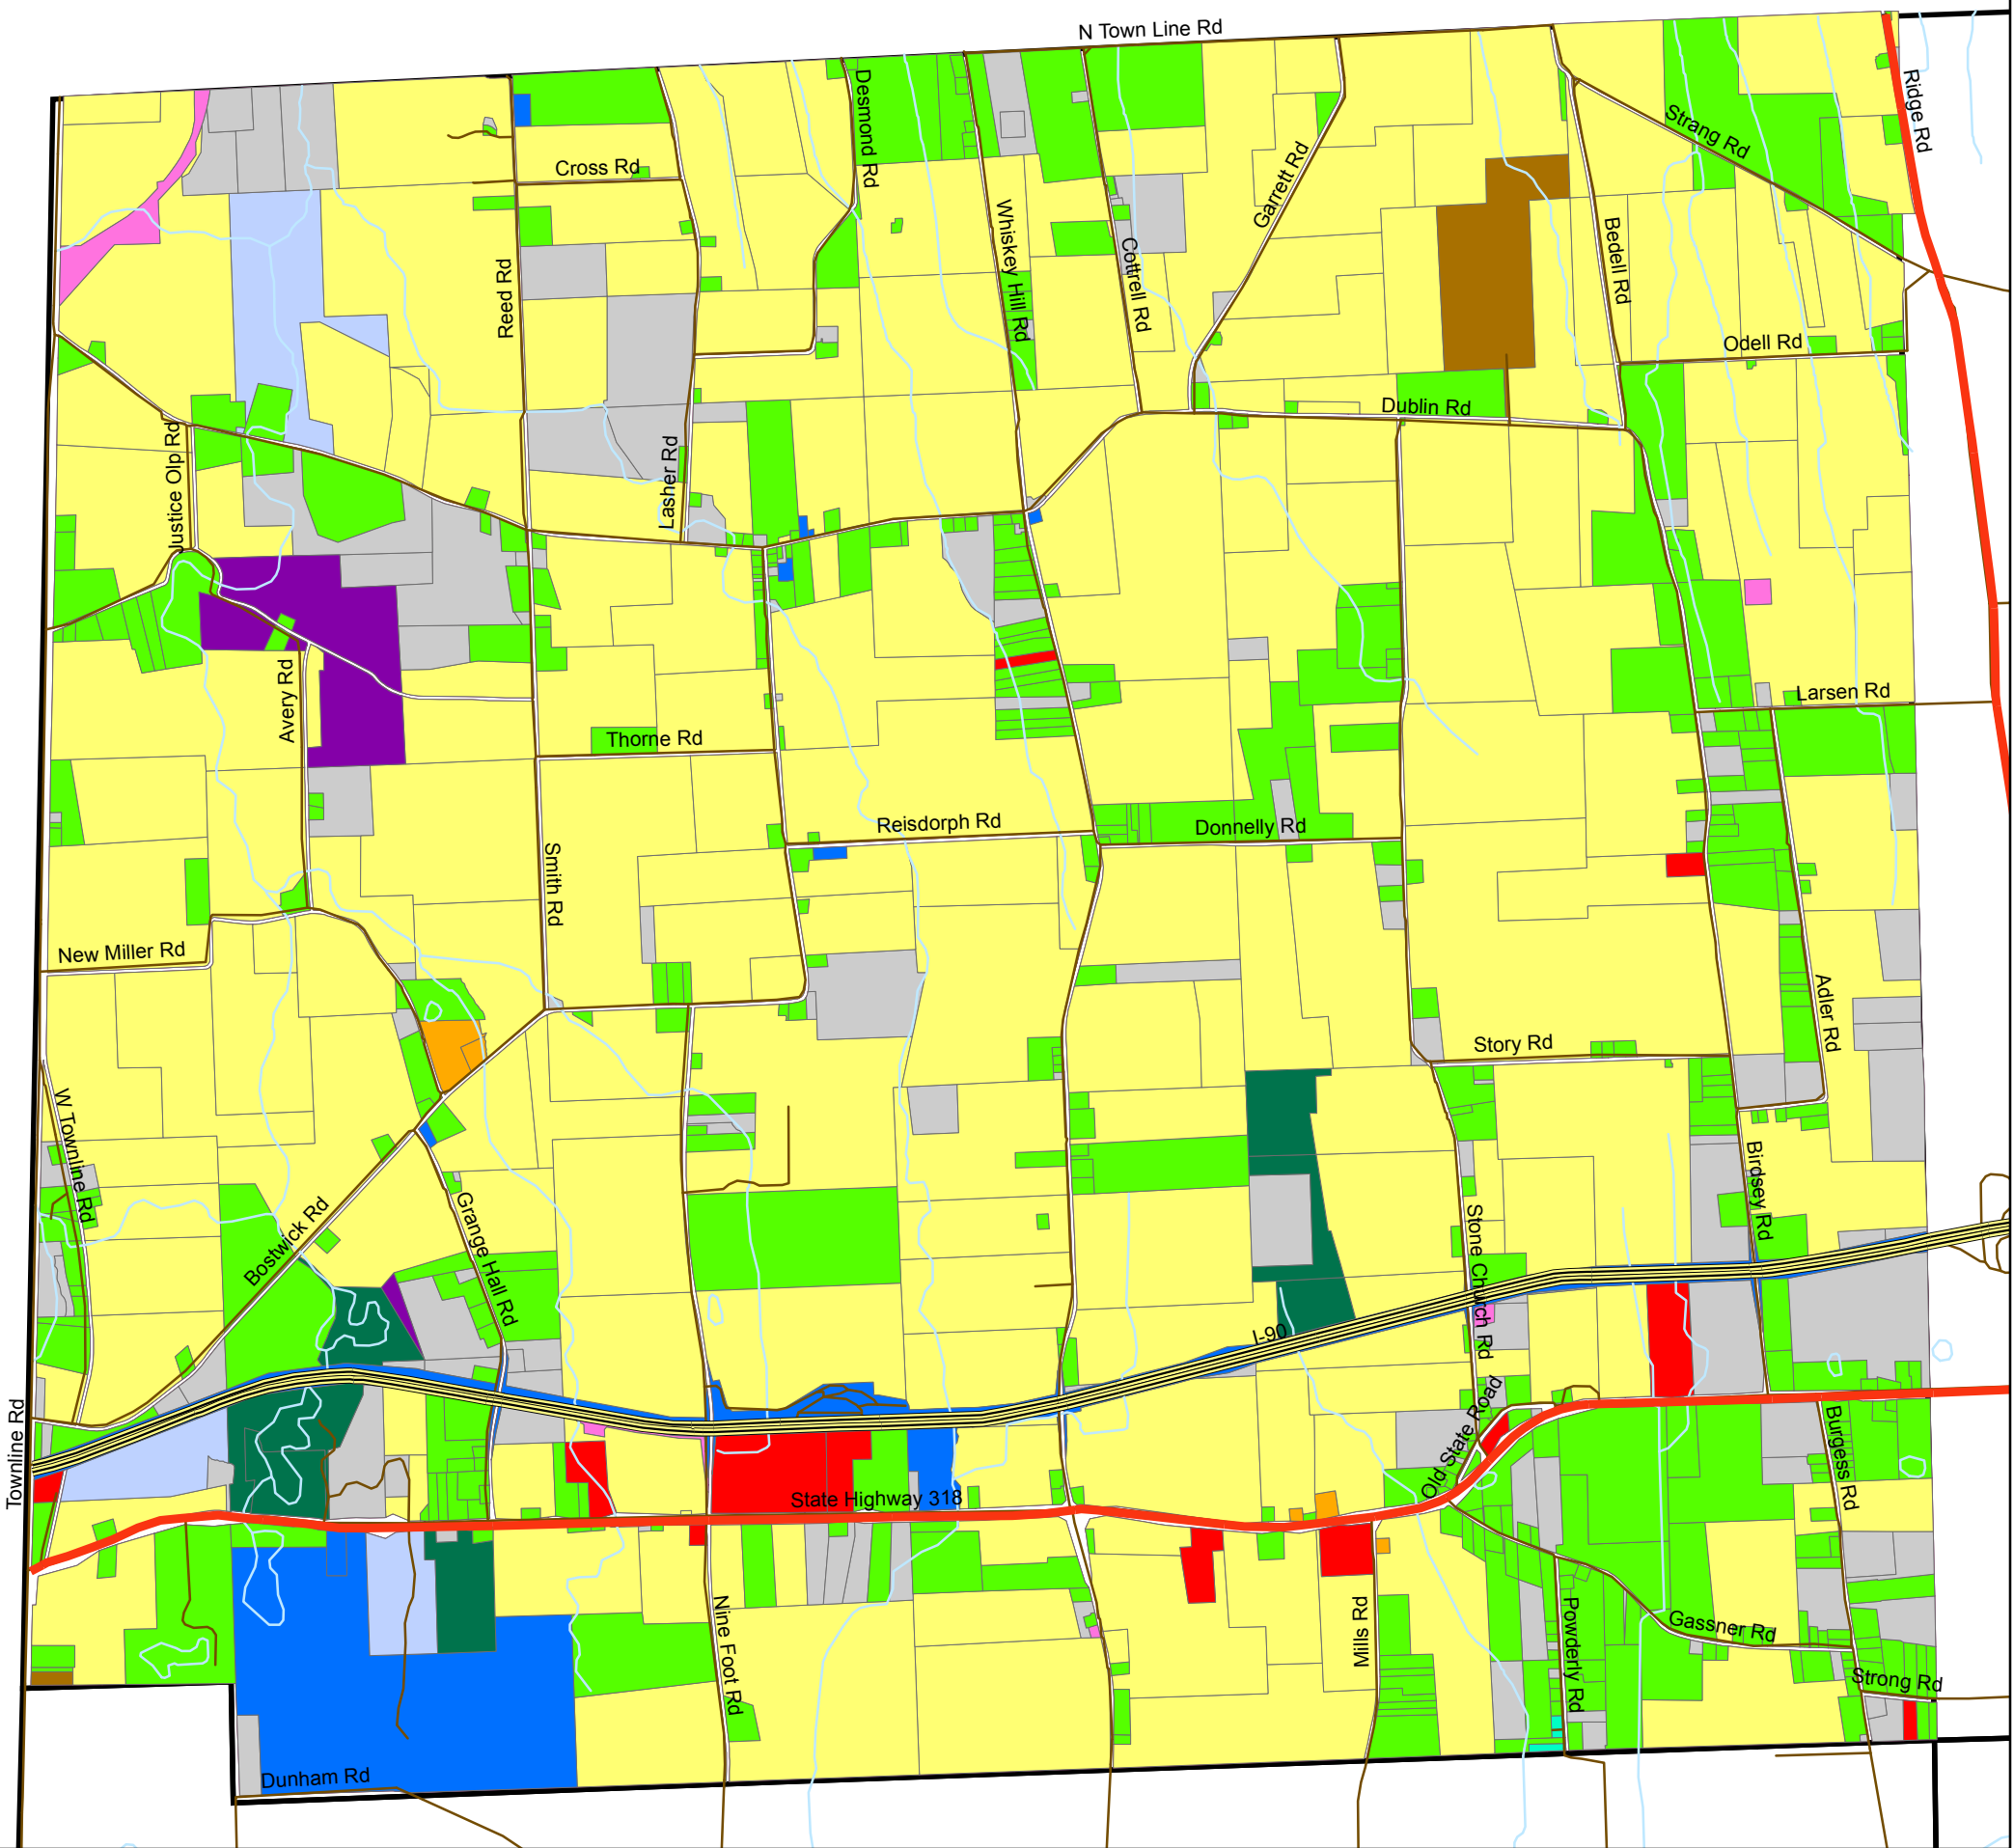 N Town Line Rd
Ridge Rd
Desmond Rd
Strang Rd
Cross Rd
Garrett Rd
Whiskey Hill Rd
Cottrell Rd
Bedell Rd
Reed Rd
Odell Rd
Dublin Rd
Justice Olp Rd
Lasher Rd
Avery Rd
Larsen Rd
Thorne Rd
Reisdorph Rd
Donnelly Rd
Smith Rd
New Miller Rd
Adler Rd
Story Rd
W Townline Rd
Birdsey Rd
Bostwick Rd
Grange Hall Rd
Stone Church Rd
I-90
Townline Rd
Old State Road
Burgess Rd
State Highway 318
Nine Foot Rd
Mills Rd
Powderly Rd
Gassner Rd
Strong Rd
Dunham Rd